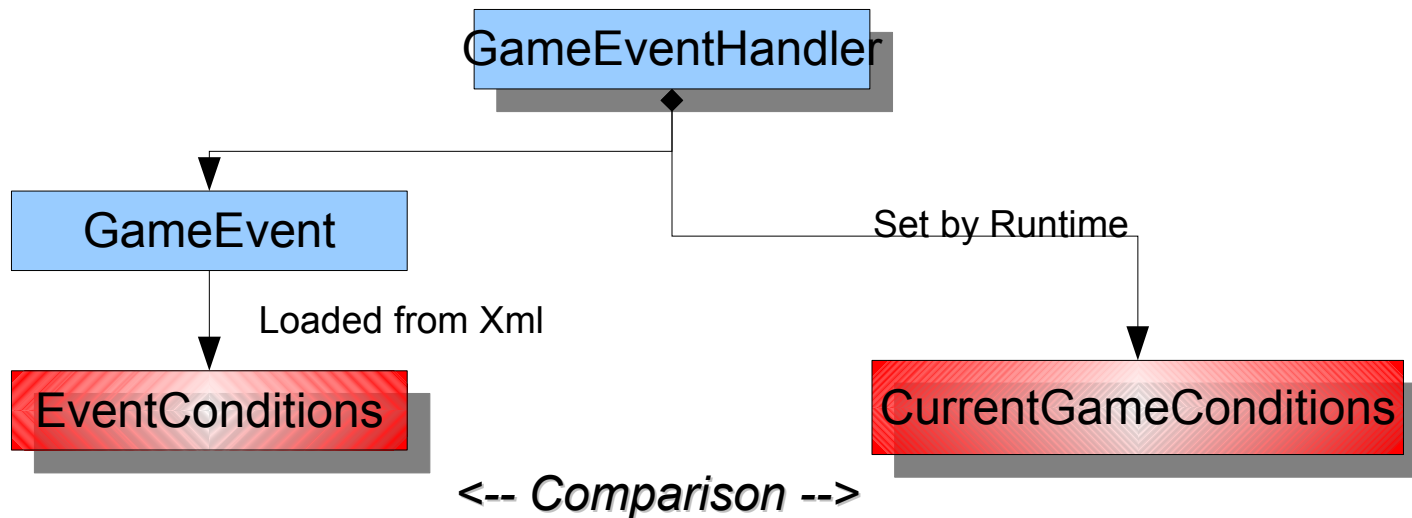 GameEventHandler
GameEvent
Set by Runtime
Loaded from Xml
EventConditions
CurrentGameConditions
<-- Comparison -->